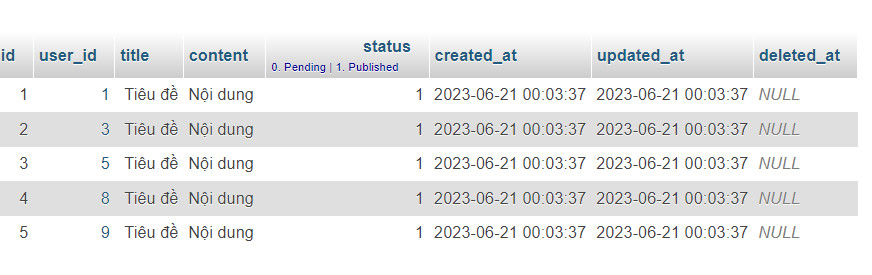 id user_id title content status created_at updated_at deleted_at
0. Pending | 1. Published
1 1 Tiêu đề Nội dung 1 2023-06-21 00:03:37 2023-06-21 00:03:37 NULL
2 3 Tiêu đề Nội dung 1 2023-06-21 00:03:37 2023-06-21 00:03:37 NULL
3 5 Tiêu đề Nội dung 1 2023-06-21 00:03:37 2023-06-21 00:03:37 NULL
4 8 Tiêu đề Nội dung 1 2023-06-21 00:03:37 2023-06-21 00:03:37 NULL
5 9 Tiêu đề Nội dung 1 2023-06-21 00:03:37 2023-06-21 00:03:37 NULL